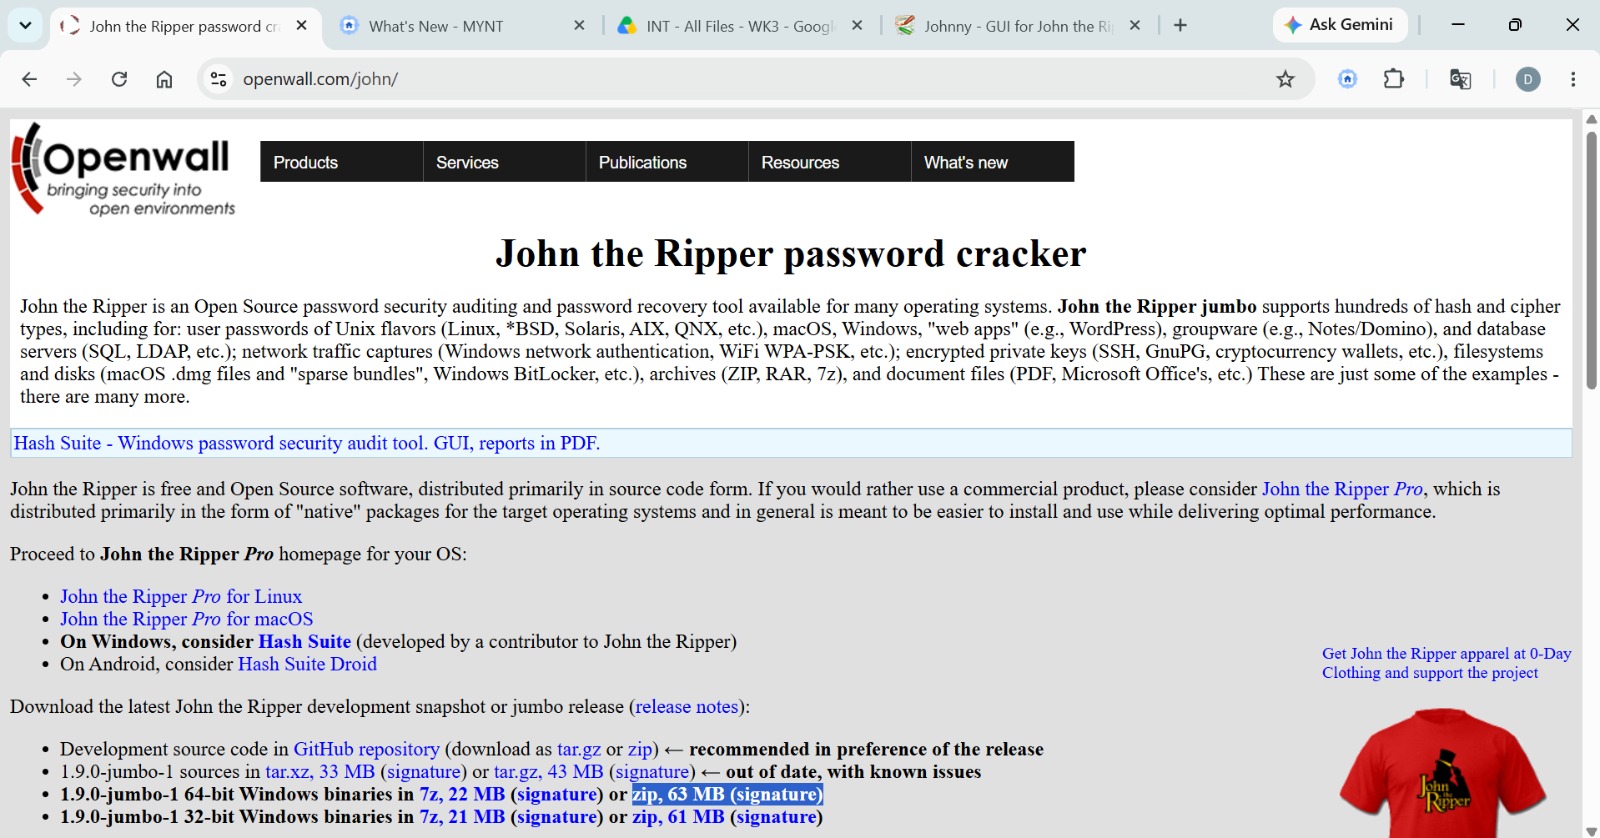 John the Ripper password cr
What's New - MYNT
INT - All Files - WK3 - Googl
Johnny - GUI for John the Ri
Ask Gemini
openwall.com/john/
D
Openwall
bringing security into
open environments
Products
Services
Publications
Resources
What's new
John the Ripper password cracker
John the Ripper is an Open Source password security auditing and password recovery tool available for many operating systems. John the Ripper jumbo supports hundreds of hash and cipher
types, including for: user passwords of Unix flavors (Linux, *BSD, Solaris, AIX, QNX, etc.), macOS, Windows, "web apps" (e.g., WordPress), groupware (e.g., Notes/Domino), and database
servers (SQL, LDAP, etc.); network traffic captures (Windows network authentication, WiFi WPA-PSK, etc.); encrypted private keys (SSH, GnuPG, cryptocurrency wallets, etc.), filesystems
and disks (macOS .dmg files and "sparse bundles", Windows BitLocker, etc.), archives (ZIP, RAR, 7z), and document files (PDF, Microsoft Office's, etc.) These are just some of the examples -
there are many more.
Hash Suite - Windows password security audit tool. GUI, reports in PDF.
John the Ripper is free and Open Source software, distributed primarily in source code form. If you would rather use a commercial product, please consider John the Ripper Pro, which is
distributed primarily in the form of "native" packages for the target operating systems and in general is meant to be easier to install and use while delivering optimal performance.
Proceed to John the Ripper Pro homepage for your OS:
• John the Ripper Pro for Linux
• John the Ripper Pro for macOS
• On Windows, consider Hash Suite (developed by a contributor to John the Ripper)
• On Android, consider Hash Suite Droid
Get John the Ripper apparel at 0-Day
Clothing and support the project
Download the latest John the Ripper development snapshot or jumbo release (release notes):
• Development source code in GitHub repository (download as tar.gz or zip) ← recommended in preference of the release
• 1.9.0-jumbo-1 sources in tar.xz, 33 MB (signature) or tar.gz, 43 MB (signature) ← out of date, with known issues
• 1.9.0-jumbo-1 64-bit Windows binaries in 7z, 22 MB (signature) or zip, 63 MB (signature)
• 1.9.0-jumbo-1 32-bit Windows binaries in 7z, 21 MB (signature) or zip, 61 MB (signature)
John
the
Ripper